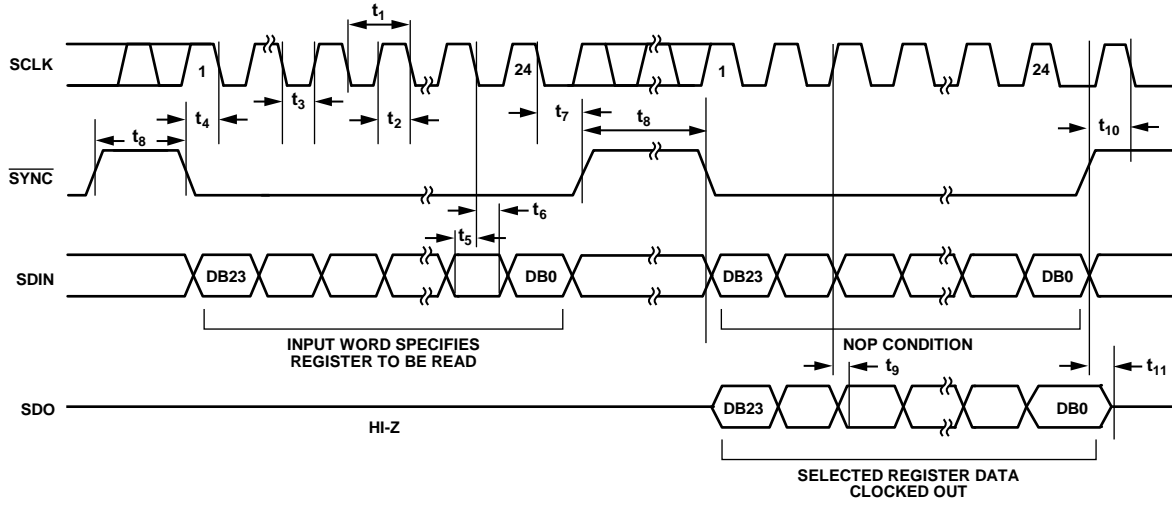 t1
SCLK
1
24
1
24
t4
t3
t2
t7
t8
t10
t8
SYNC
t6
t5
SDIN
DB23
DB0
DB23
DB0
INPUT WORD SPECIFIES
REGISTER TO BE READ
NOP CONDITION
t9
t11
SDO
DB23
DB0
HI-Z
SELECTED REGISTER DATA
CLOCKED OUT